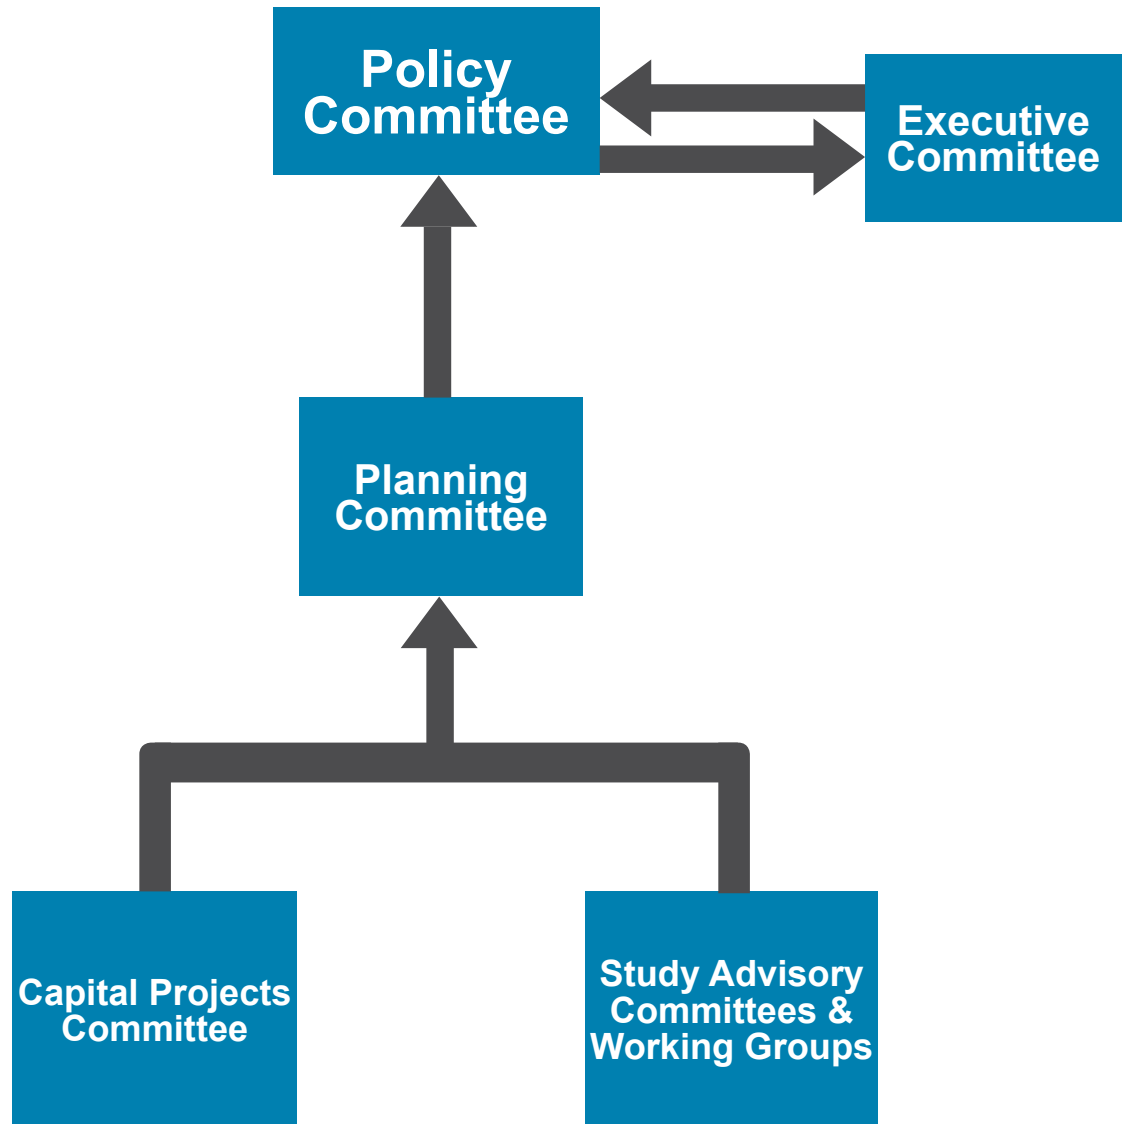 Policy
Committee
Executive
Committee
Planning
Committee
Capital Projects
Committee
Study Advisory
Committees &
Working Groups